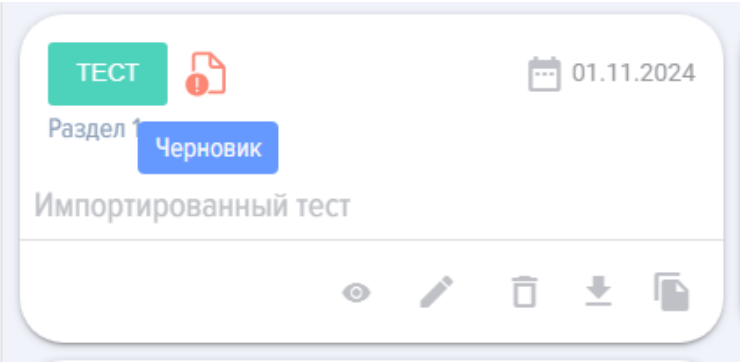 ТЕСТ
01.11.2024
Раздел 1
Черновик
Импортированный тест